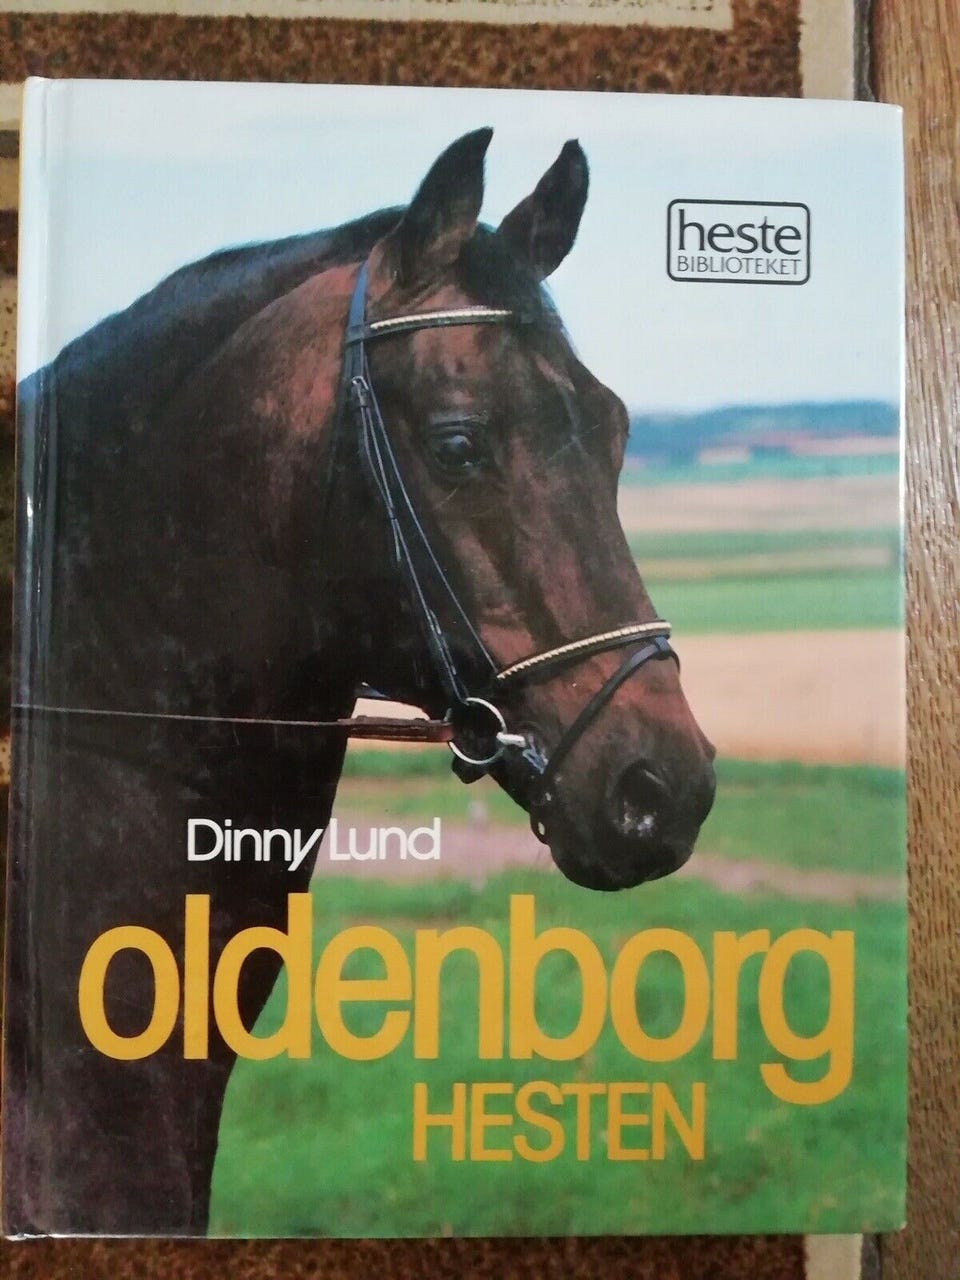 heste
BIBLIOTEKET
Dinny Lund
oldenborg
HESTEN